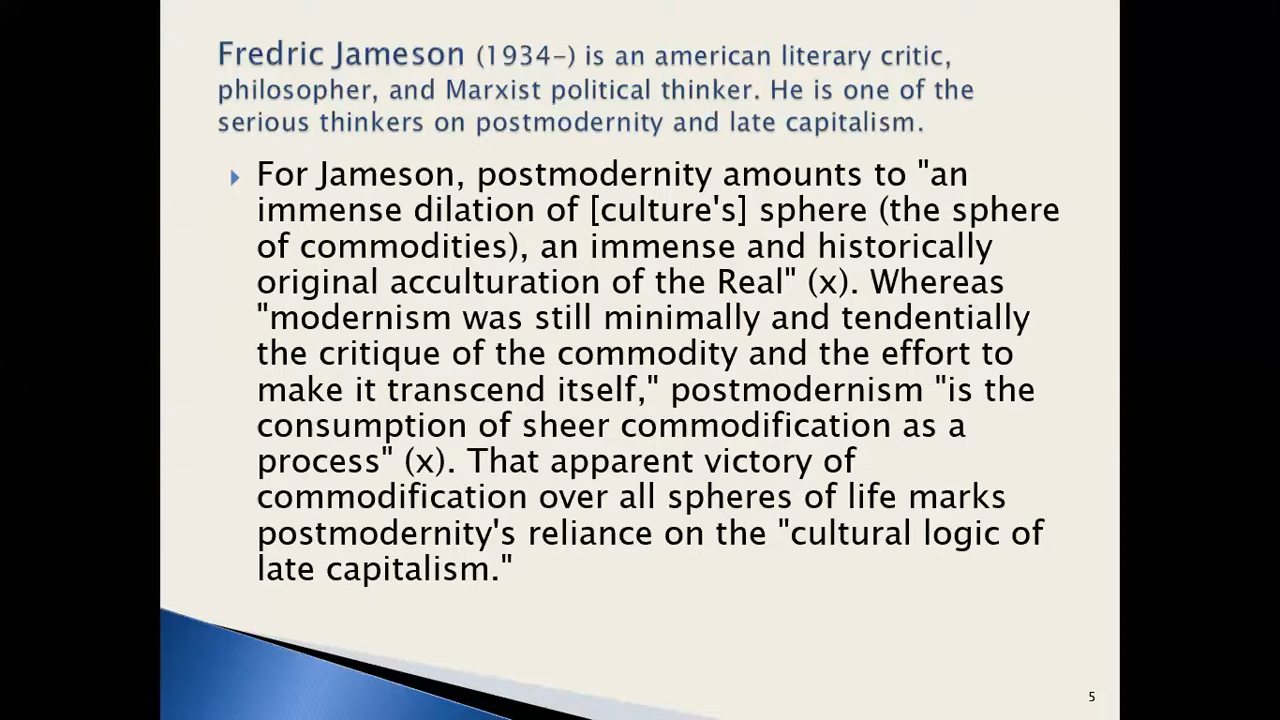 Fredric Jameson (1934-) is an american literary critic,
philosopher, and Marxist political thinker. He is one of the
serious thinkers on postmodernity and late capitalism.
For Jameson, postmodernity amounts to "an
immense dilation of [culture's] sphere (the sphere
of commodities), an immense and historically
original acculturation of the Real" (x). Whereas
"modernism was still minimally and tendentially
the critique of the commodity and the effort to
make it transcend itself," postmodernism "is the
consumption of sheer commodification as a
process" (x). That apparent victory of
commodification over all spheres of life marks
postmodernity's reliance on the "cultural logic of
late capitalism."
5